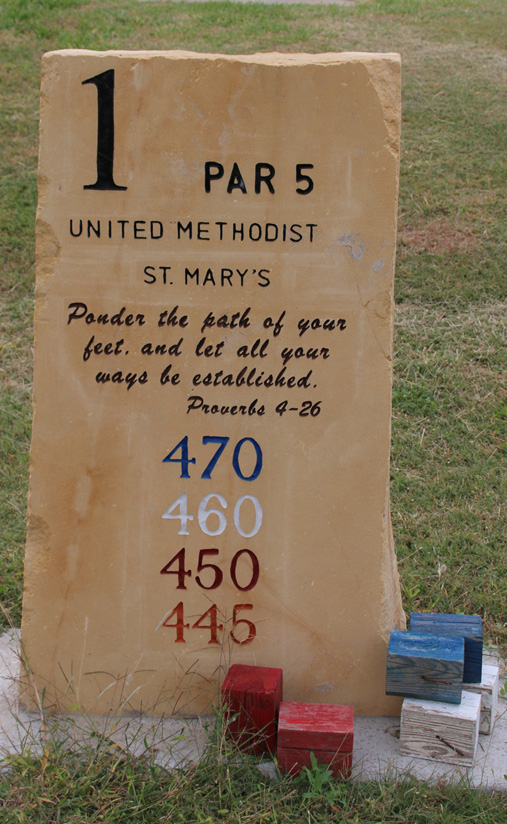 1
PAR 5
UNITED METHODIST
ST. MARY'S
Ponder the path of your
feet. and let all your
ways be established.
Proverbs 4-26
470
460
450
445